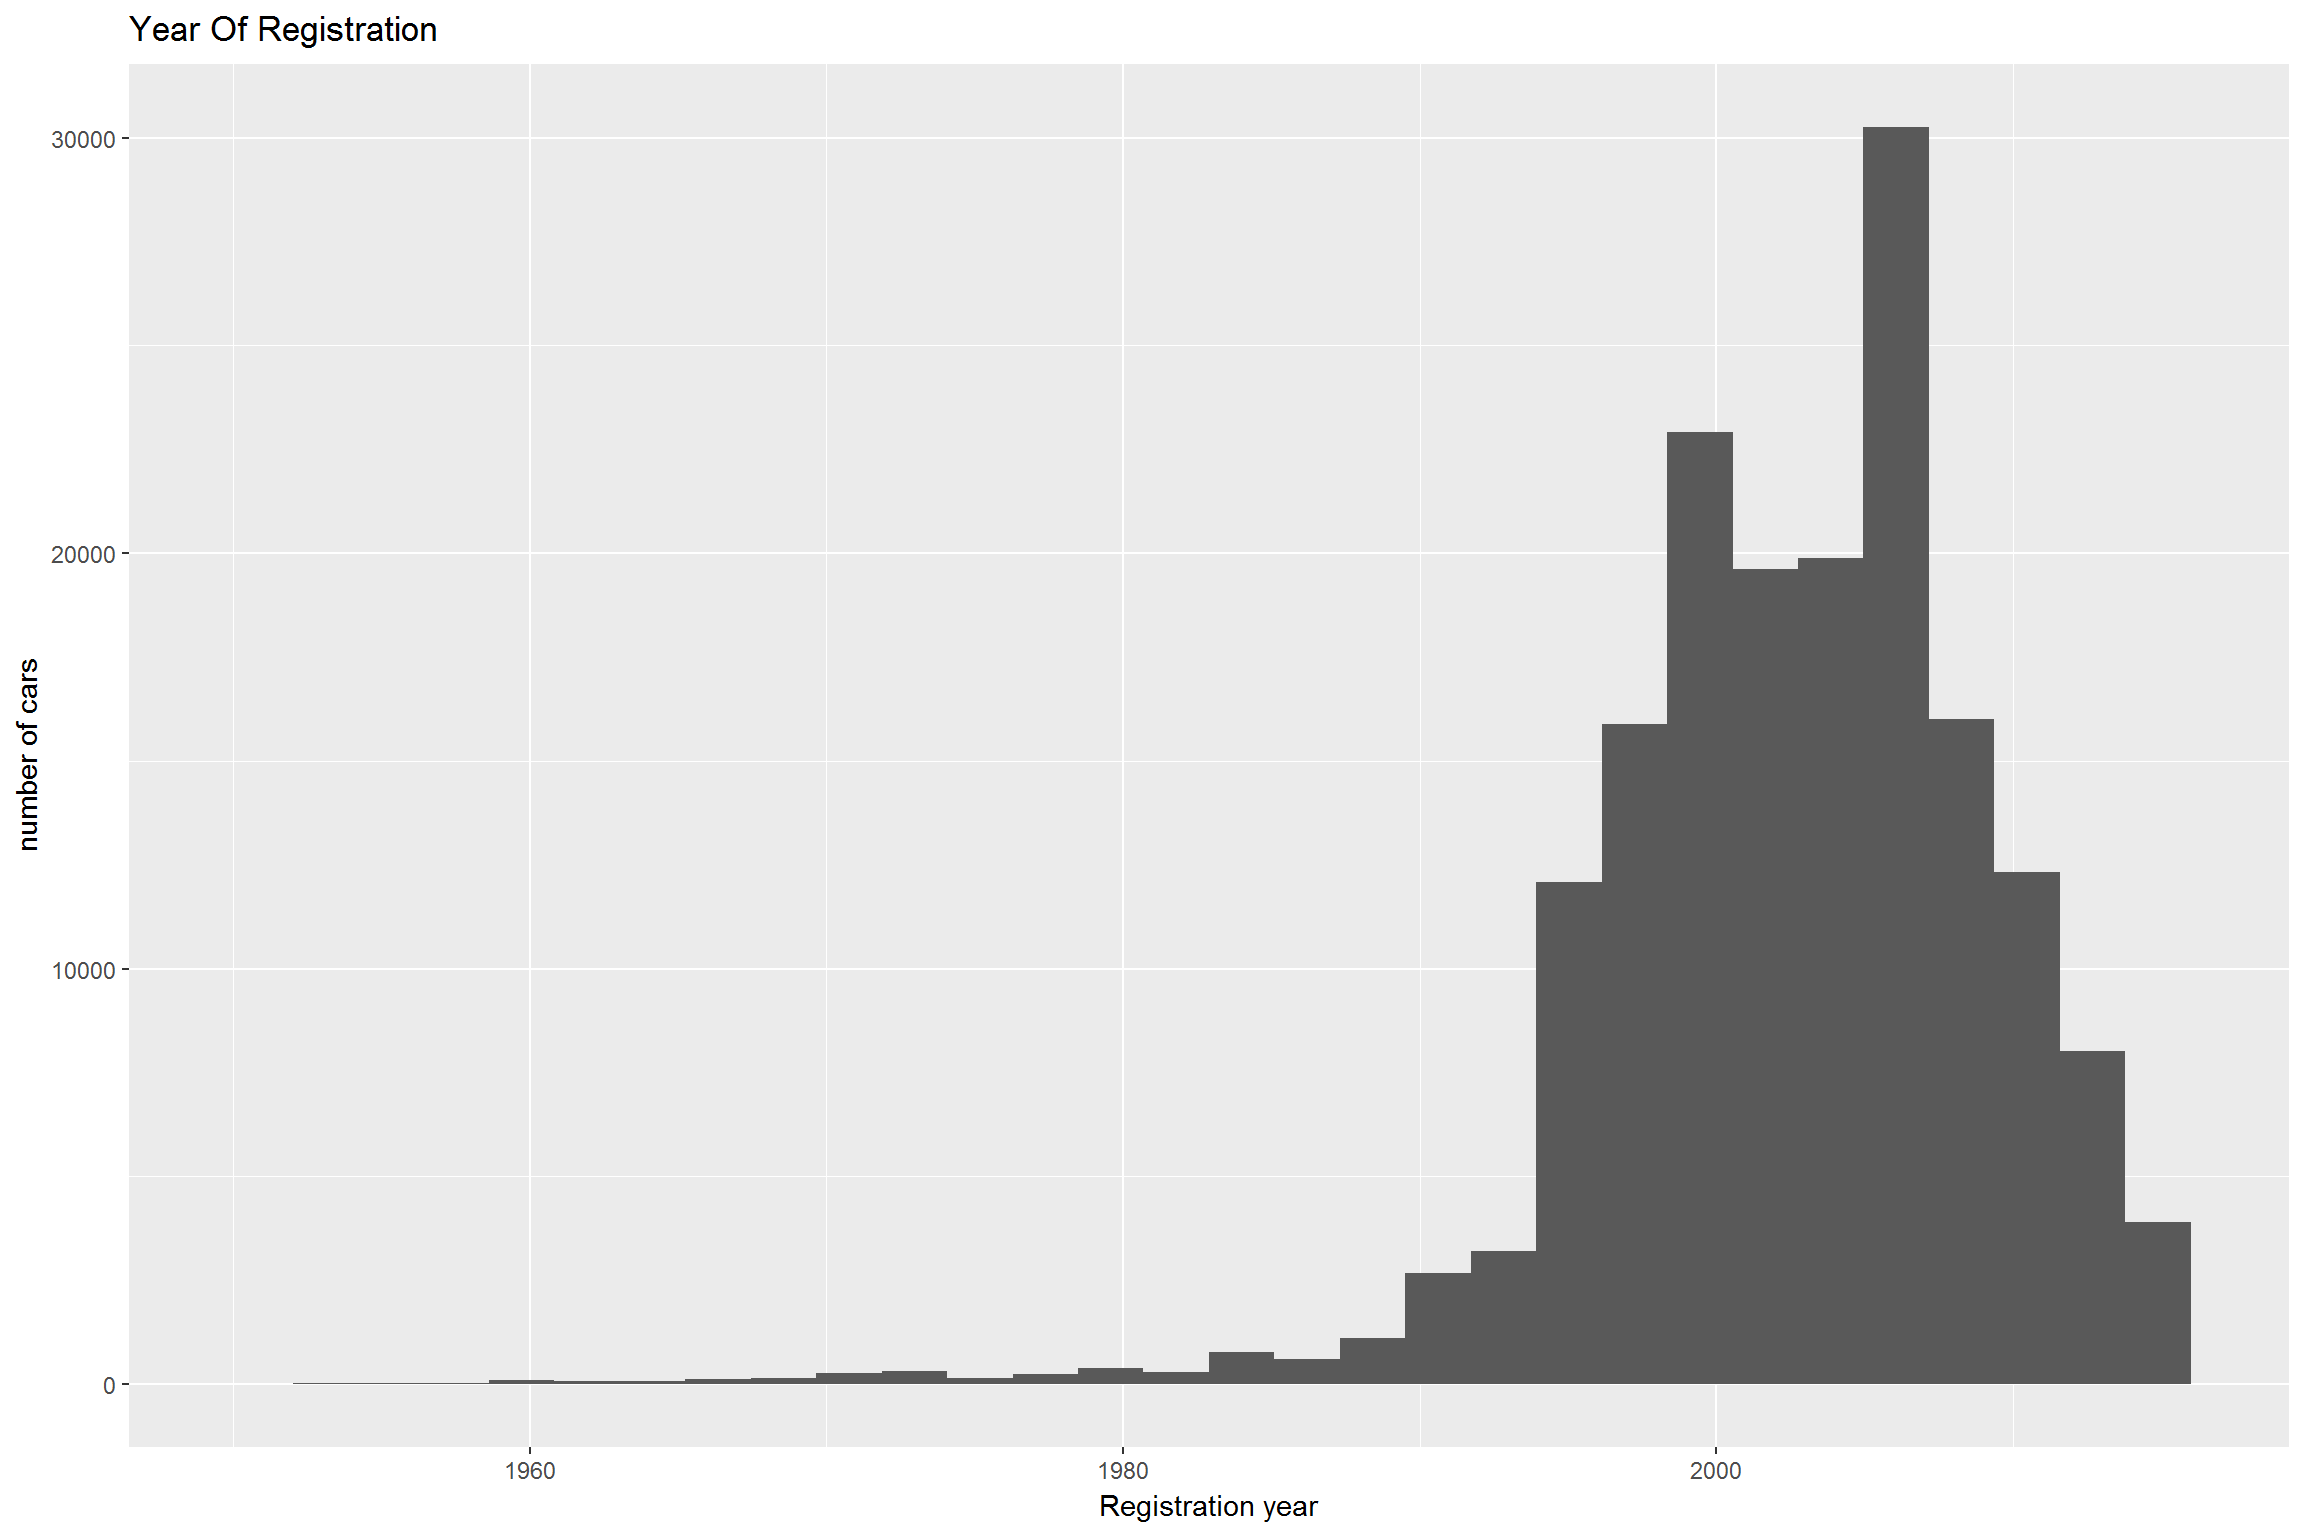 Year Of Registration
30000
20000
10000
0
number of cars
1960
1980
2000
Registration year